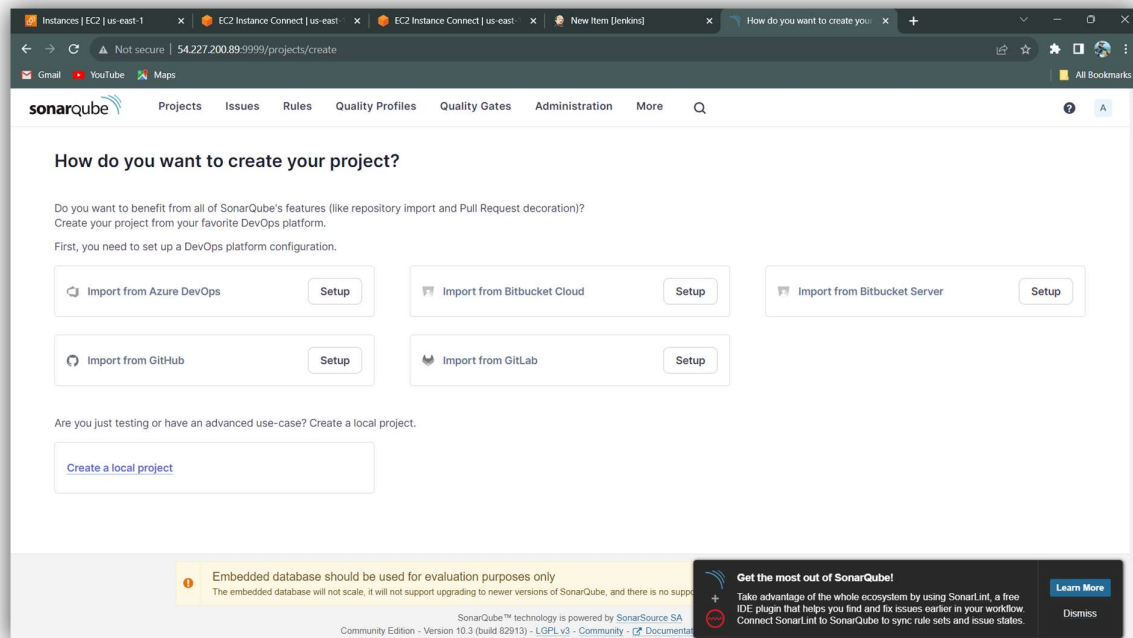 Instances | EC2 | us-east-1
EC2 Instance Connect | us-east-
EC2 Instance Connect | us-east-
New Item [Jenkins]
How do you want to create your
Not secure | 54.227.200.89:9999/projects/create
Gmail YouTube Maps All Bookmarks
sonarqube Projects Issues Rules Quality Profiles Quality Gates Administration More A
How do you want to create your project?
Do you want to benefit from all of SonarQube's features (like repository import and Pull Request decoration)?
Create your project from your favorite DevOps platform.
First, you need to set up a DevOps platform configuration.
Import from Azure DevOps Setup Import from Bitbucket Cloud Setup Import from Bitbucket Server Setup
Import from GitHub Setup Import from GitLab Setup
Are you just testing or have an advanced use-case? Create a local project.
Create a local project
Embedded database should be used for evaluation purposes only
The embedded database will not scale, it will not support upgrading to newer versions of SonarQube, and there is no suppo
SonarQube™ technology is powered by SonarSource SA
Community Edition - Version 10.3 (build 82913) - LGPL v3 - Community - Documentat
Get the most out of SonarQube!
Take advantage of the whole ecosystem by using SonarLint, a free
IDE plugin that helps you find and fix issues earlier in your workflow.
Connect SonarLint to SonarQube to sync rule sets and issue states.
Learn More
Dismiss